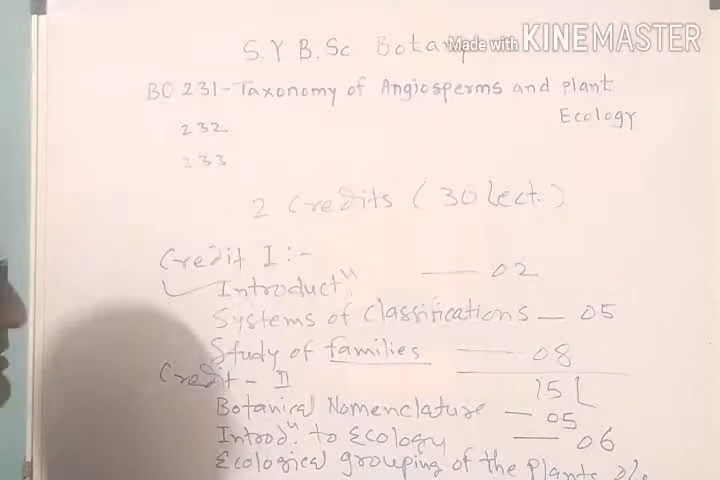 S.Y B.Sc Botany
Made with KINEMASTER
BO 231-Taxonomy of Angiosperms and Plant
Ecology
232
233
2 Credits (30 Lect.)
Credit I :-
Introductⁿ — 02
Systems of Classifications — 05
Study of families — 08
15 L
Credit - II
Botanical Nomenclature — 05
Introdⁿ. to Ecology — 06
Ecological grouping of the Plants